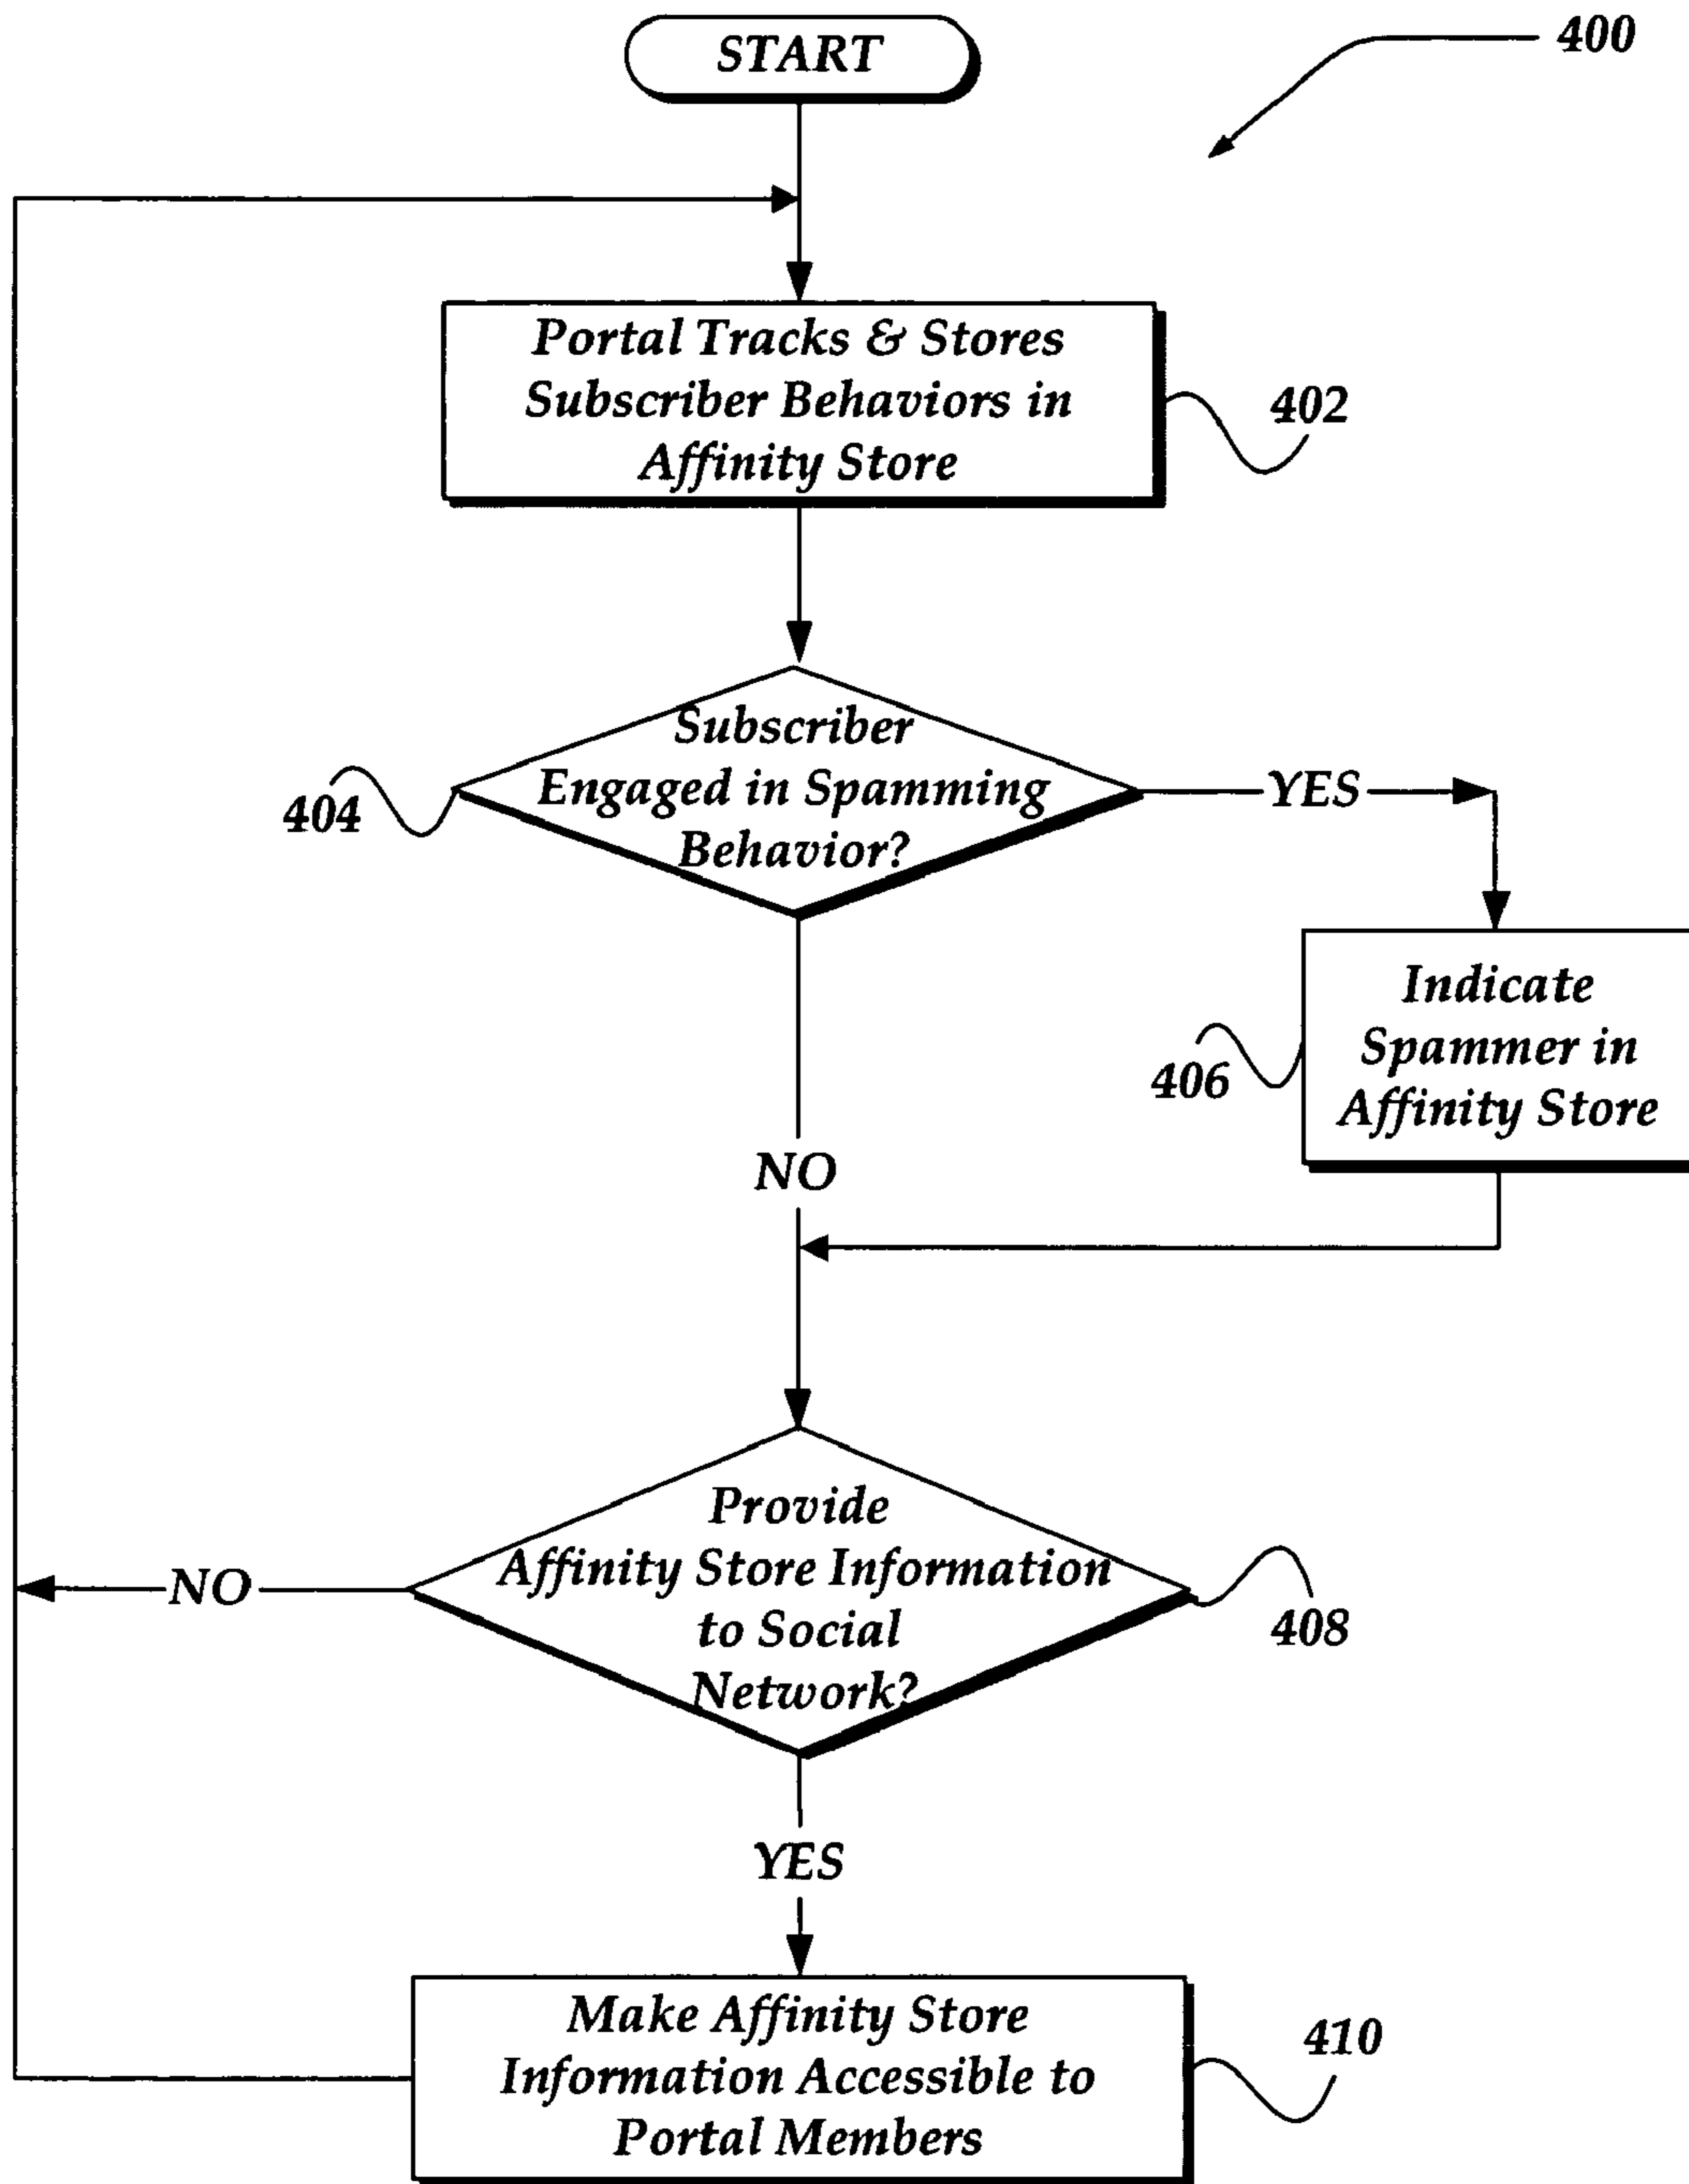 START
400
Portal Tracks & Stores
Subscriber Behaviors in
Affinity Store
402
Subscriber
Engaged in Spamming
Behavior?
404
YES
Indicate
Spammer in
Affinity Store
406
NO
Provide
Affinity Store Information
to Social
Network?
NO
408
YES
Make Affinity Store
Information Accessible to
Portal Members
410